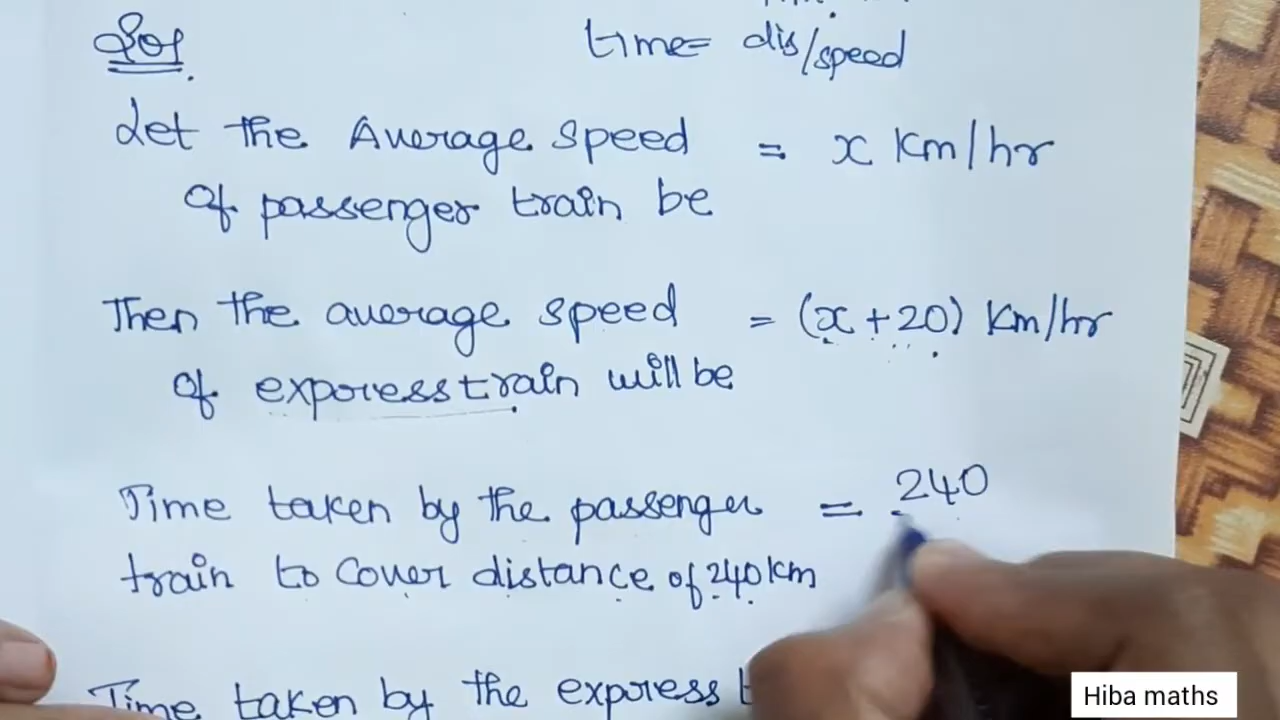 Sol.
time= dis/speed
Let the Average speed = x Km/hr
Of passenger train be
Then the average speed = (x + 20) Km/hr
Of express train will be
Time taken by the passenger = 240
train to cover distance of 240 km
Time taken by the express t
Hiba maths